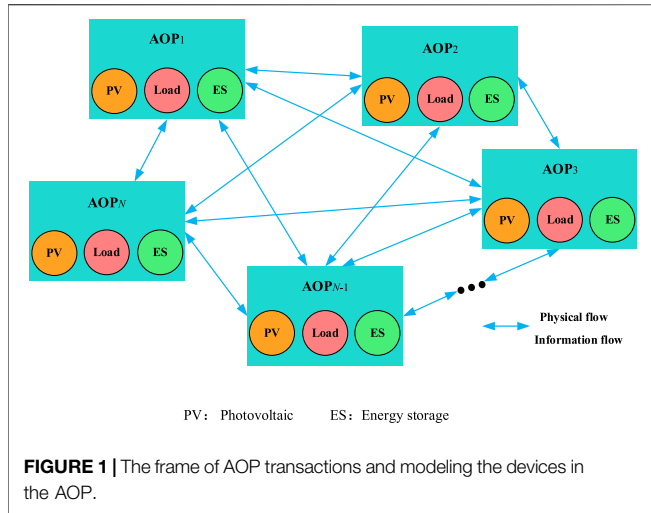 AOP1
PV Load ES
AOP2
PV Load ES
AOP3
PV Load ES
AOPN
PV Load ES
AOPN-1
PV Load ES
Physical flow
Information flow
PV: Photovoltaic ES: Energy storage
FIGURE 1 | The frame of AOP transactions and modeling the devices in
the AOP.